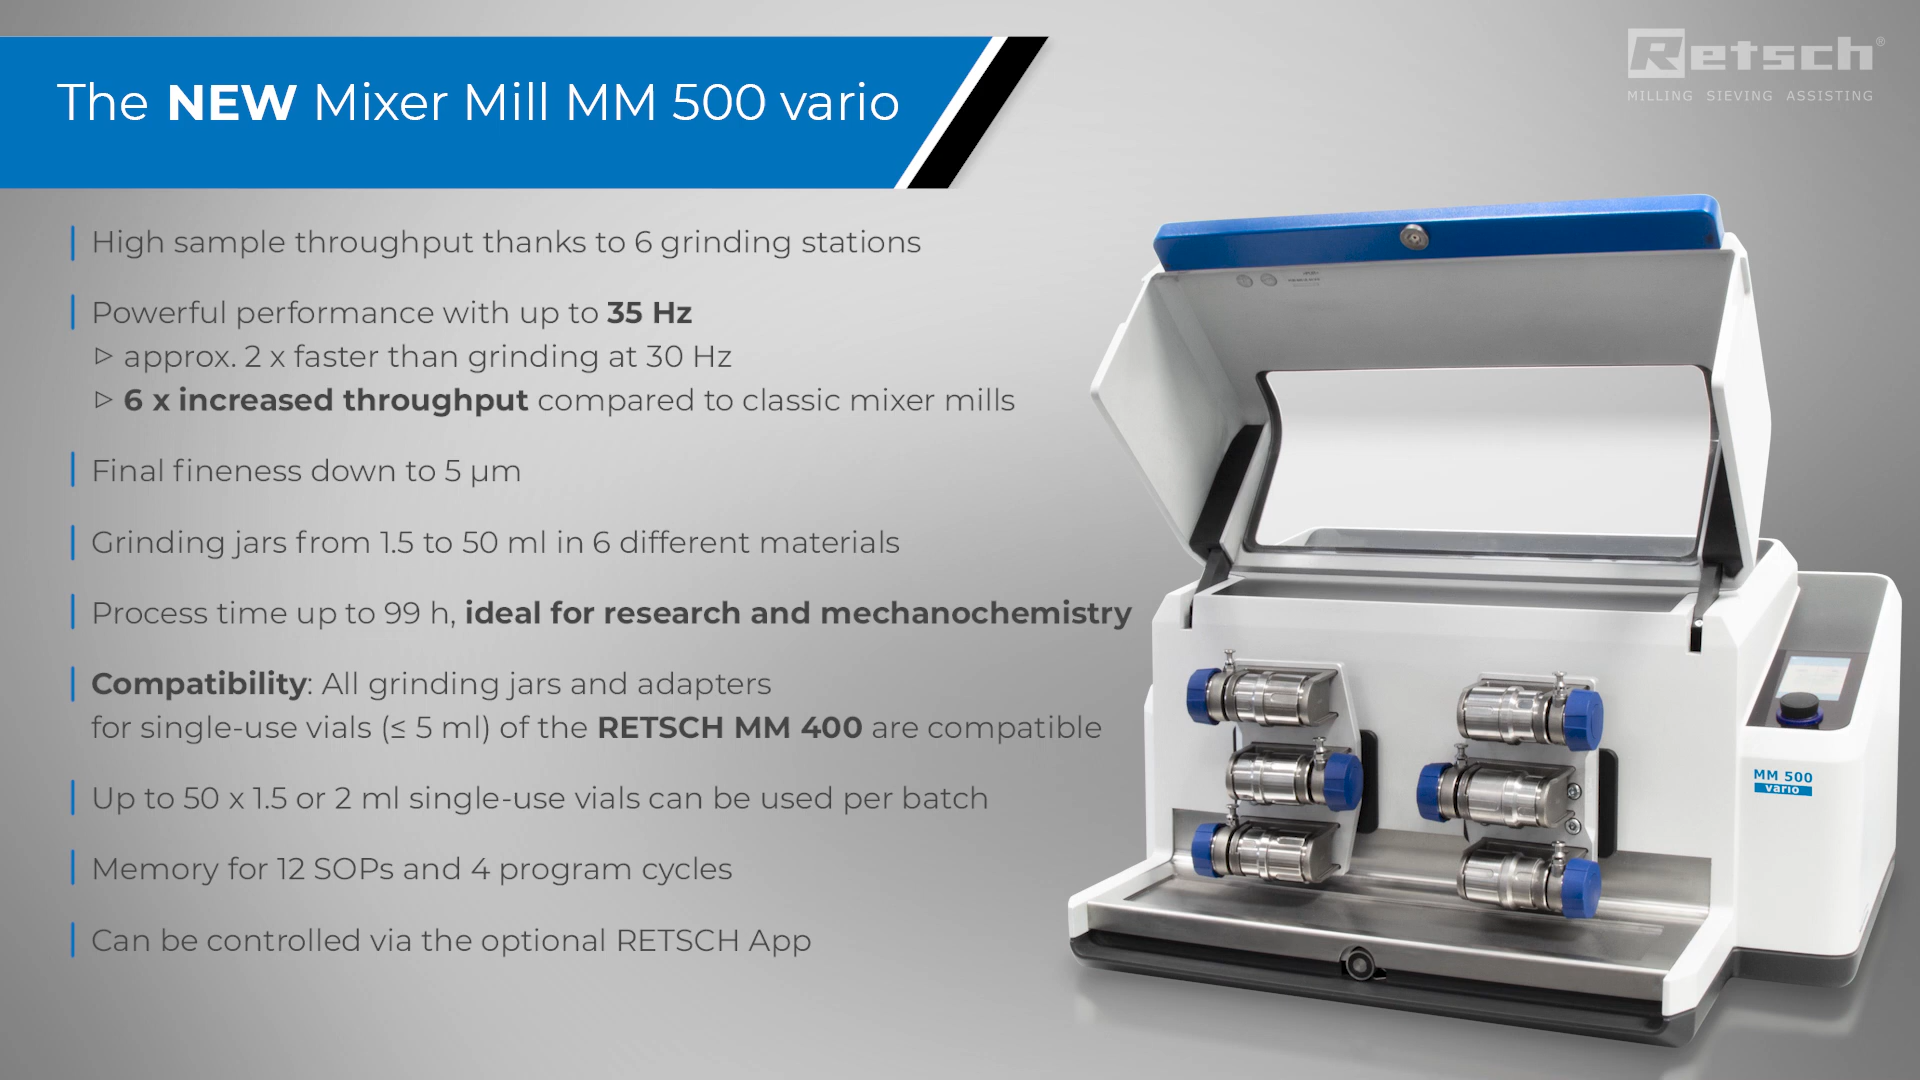 The NEW Mixer Mill MM 500 vario
Retsch®
MILLING SIEVING ASSISTING
High sample throughput thanks to 6 grinding stations
Powerful performance with up to 35 Hz
▷ approx. 2 x faster than grinding at 30 Hz
▷ 6 x increased throughput compared to classic mixer mills
Final fineness down to 5 µm
Grinding jars from 1.5 to 50 ml in 6 different materials
Process time up to 99 h, ideal for research and mechanochemistry
Compatibility: All grinding jars and adapters
for single-use vials (≤ 5 ml) of the RETSCH MM 400 are compatible
Up to 50 x 1.5 or 2 ml single-use vials can be used per batch
Memory for 12 SOPs and 4 program cycles
Can be controlled via the optional RETSCH App
MM 500
vario